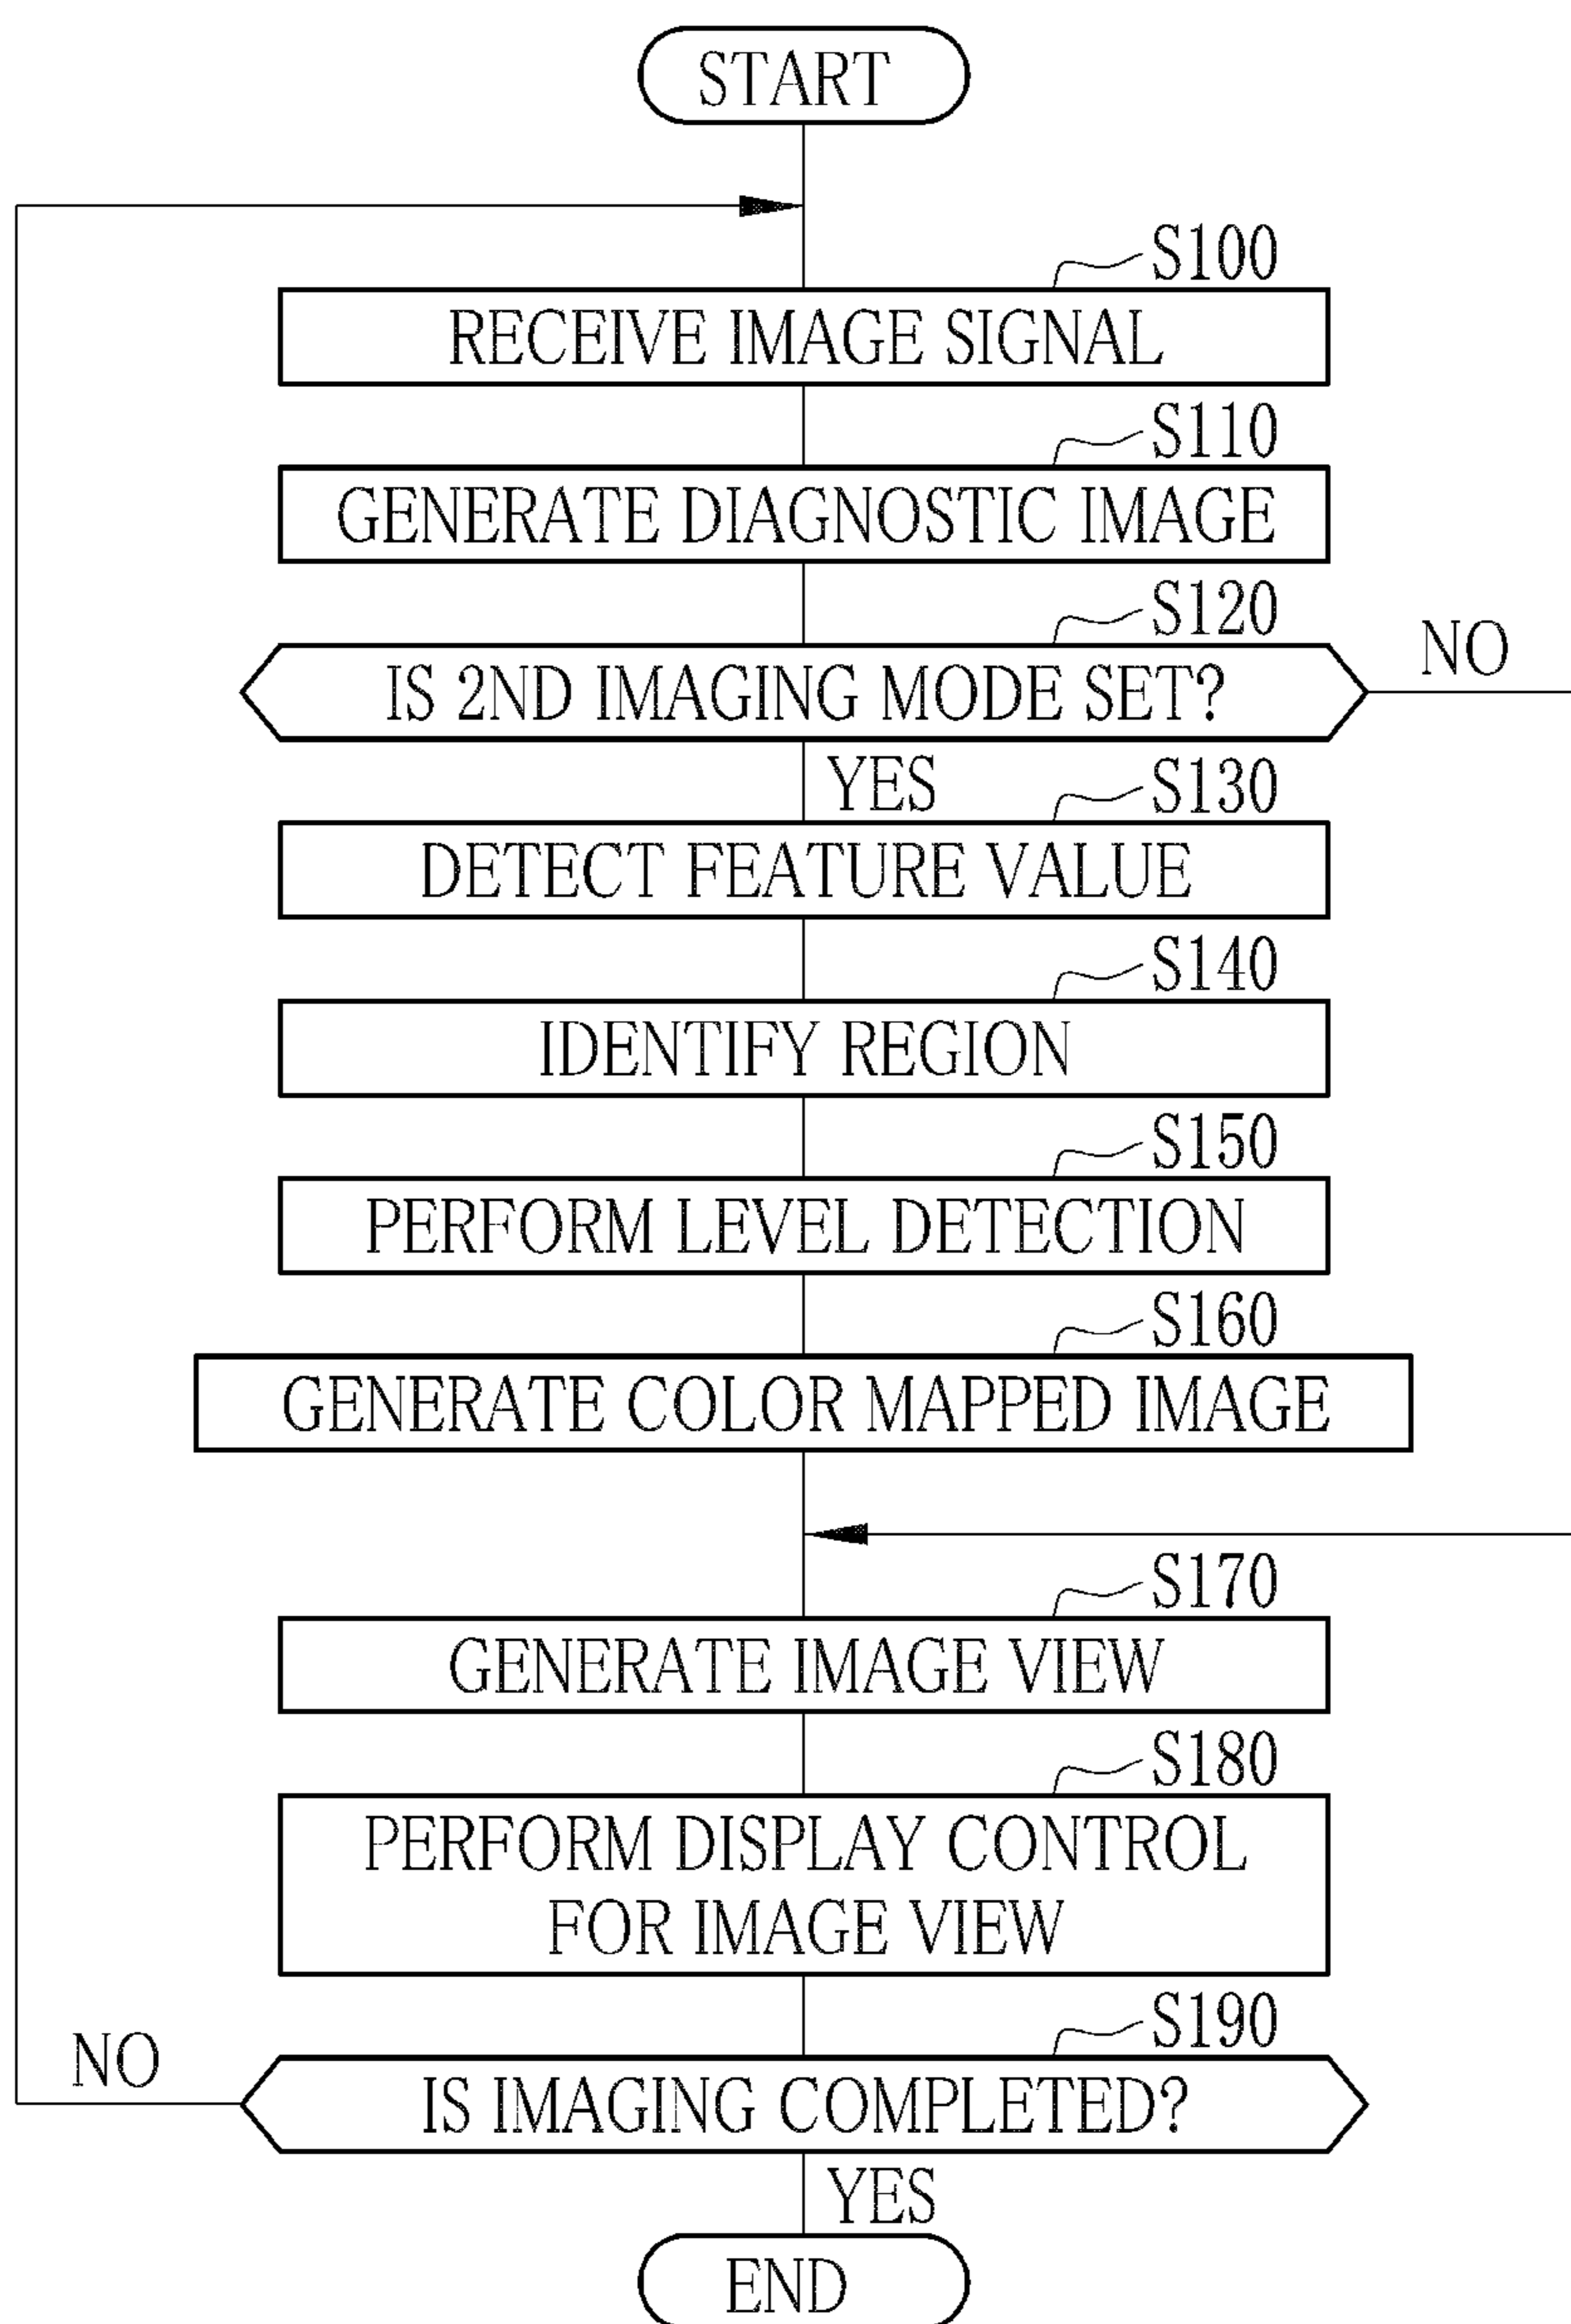 START
S100
RECEIVE IMAGE SIGNAL
S110
GENERATE DIAGNOSTIC IMAGE
S120
IS 2ND IMAGING MODE SET?
NO
YES
S130
DETECT FEATURE VALUE
S140
IDENTIFY REGION
S150
PERFORM LEVEL DETECTION
S160
GENERATE COLOR MAPPED IMAGE
S170
GENERATE IMAGE VIEW
S180
PERFORM DISPLAY CONTROL
FOR IMAGE VIEW
S190
NO
IS IMAGING COMPLETED?
YES
END